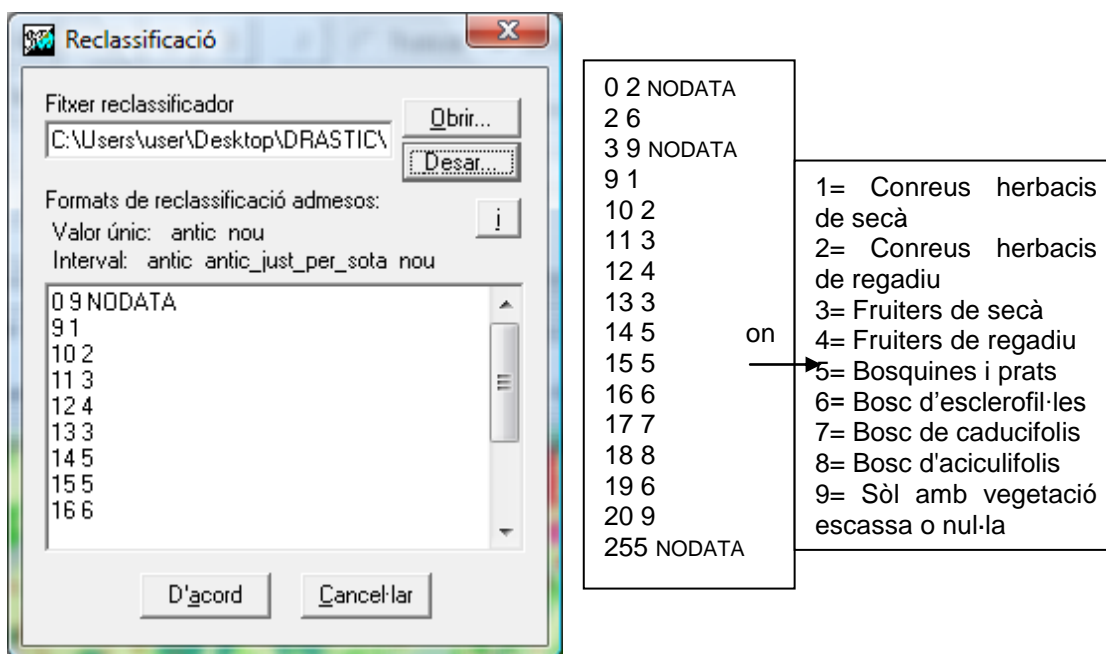 Reclassificació
Fitxer reclassificador
C:\Users\user\Desktop\DRASTIC\
Obrir...
Desar...
Formats de reclassificació admesos:
Valor únic: antic nou
Interval: antic antic_just_per_sota nou
i
0 9 NODATA
9 1
10 2
11 3
12 4
13 3
14 5
15 5
16 6
D'acord
Cancel·lar
0 2 NODATA
2 6
3 9 NODATA
9 1
10 2
11 3
12 4
13 3
14 5
15 5
16 6
17 7
18 8
19 6
20 9
255 NODATA
on
1= Conreus herbacis
de secà
2= Conreus herbacis
de regadiu
3= Fruiters de secà
4= Fruiters de regadiu
5= Bosquines i prats
6= Bosc d’esclerofil·les
7= Bosc de caducifolis
8= Bosc d'aciculifolis
9= Sòl amb vegetació
escassa o nul·la